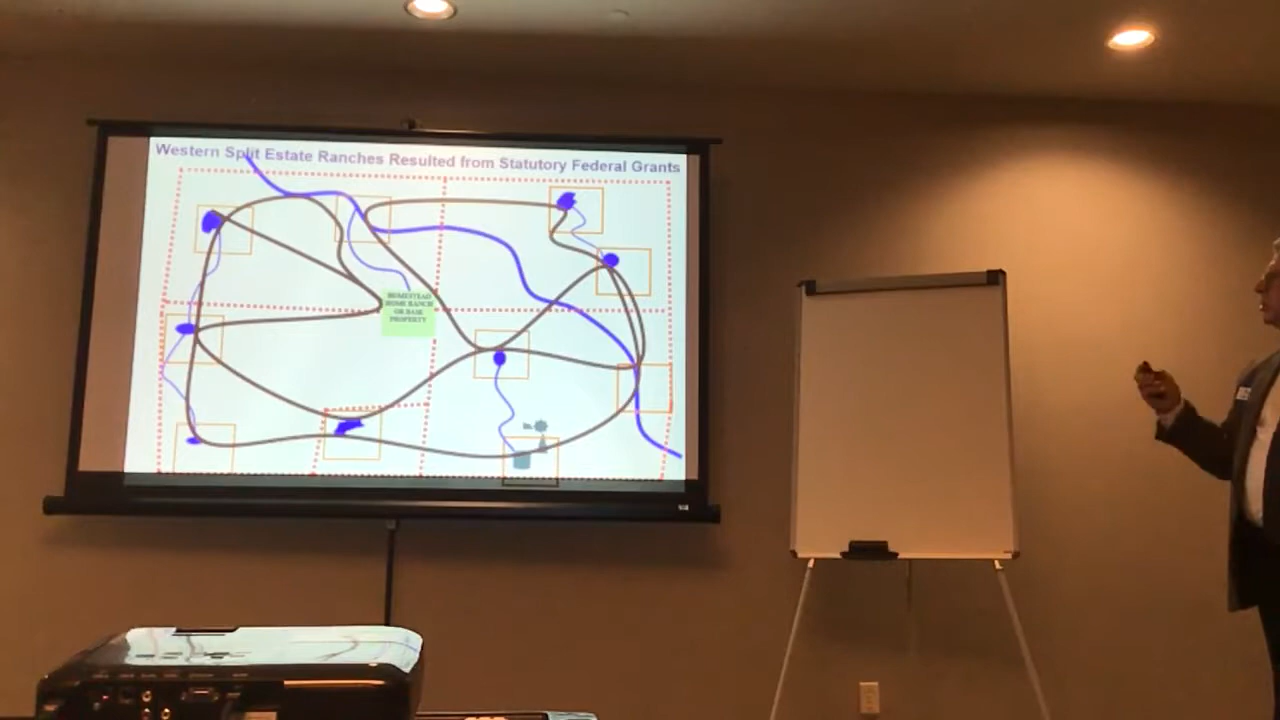 Western Split Estate Ranches Resulted from Statutory Federal Grants
HOMESTEAD
HOME RANCH
OR BASE
PROPERTY